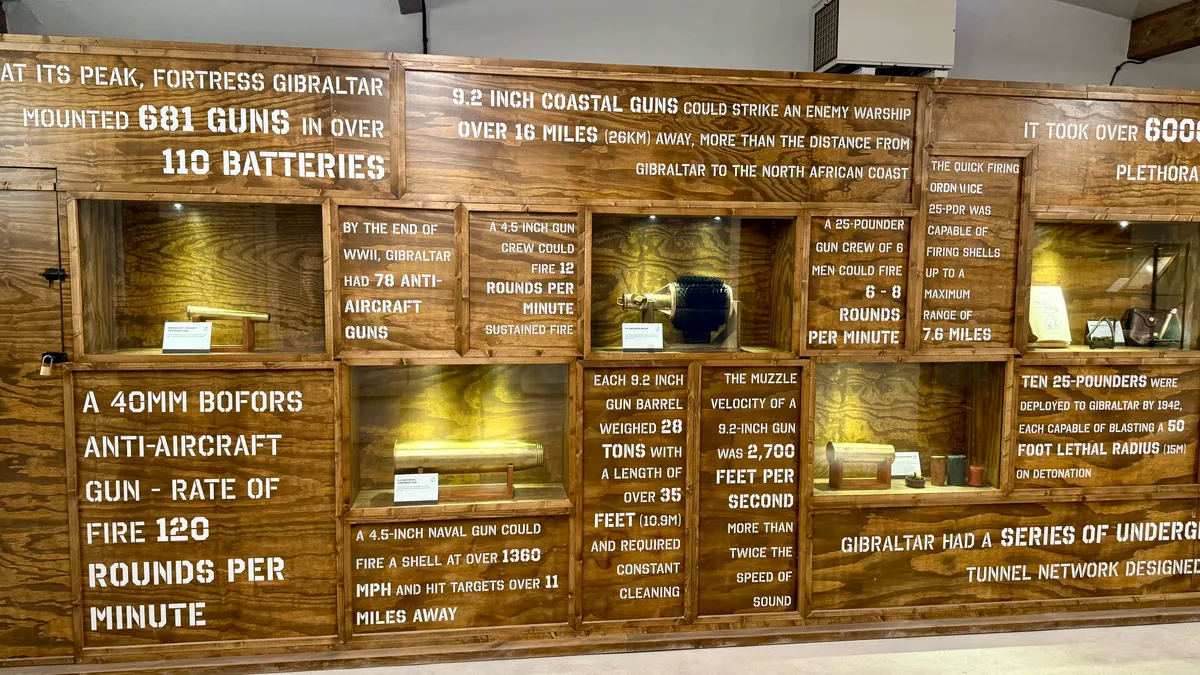 AT ITS PEAK, FORTRESS GIBRALTAR
MOUNTED 681 GUNS IN OVER
110 BATTERIES
9.2 INCH COASTAL GUNS COULD STRIKE AN ENEMY WARSHIP
OVER 16 MILES (26KM) AWAY, MORE THAN THE DISTANCE FROM
GIBRALTAR TO THE NORTH AFRICAN COAST
IT TOOK OVER 600
PLETHORA
BY THE END OF
WWII, GIBRALTAR
HAD 78 ANTI-
AIRCRAFT
GUNS
A 4.5 INCH GUN
CREW COULD
FIRE 12
ROUNDS PER
MINUTE
SUSTAINED FIRE
A 25-POUNDER
GUN CREW OF 6
MEN COULD FIRE
6 - 8
ROUNDS
PER MINUTE
THE QUICK FIRING
ORDNVICE
25-PDR WAS
CAPABLE OF
FIRING SHELLS
UP TO A
MAXIMUM
RANGE OF
7.6 MILES
A 40MM BOFORS
ANTI-AIRCRAFT
GUN - RATE OF
FIRE 120
ROUNDS PER
MINUTE
A 4.5-INCH NAVAL GUN COULD
FIRE A SHELL AT OVER 1360
MPH AND HIT TARGETS OVER 11
MILES AWAY
EACH 9.2 INCH
GUN BARREL
WEIGHED 28
TONS WITH
A LENGTH OF
OVER 35
FEET (10.9M)
AND REQUIRED
CONSTANT
CLEANING
THE MUZZLE
VELOCITY OF A
9.2-INCH GUN
WAS 2,700
FEET PER
SECOND
MORE THAN
TWICE THE
SPEED OF
SOUND
TEN 25-POUNDERS WERE
DEPLOYED TO GIBRALTAR BY 1942,
EACH CAPABLE OF BLASTING A 50
FOOT LETHAL RADIUS (15M)
ON DETONATION
GIBRALTAR HAD A SERIES OF UNDERG
TUNNEL NETWORK DESIGNED